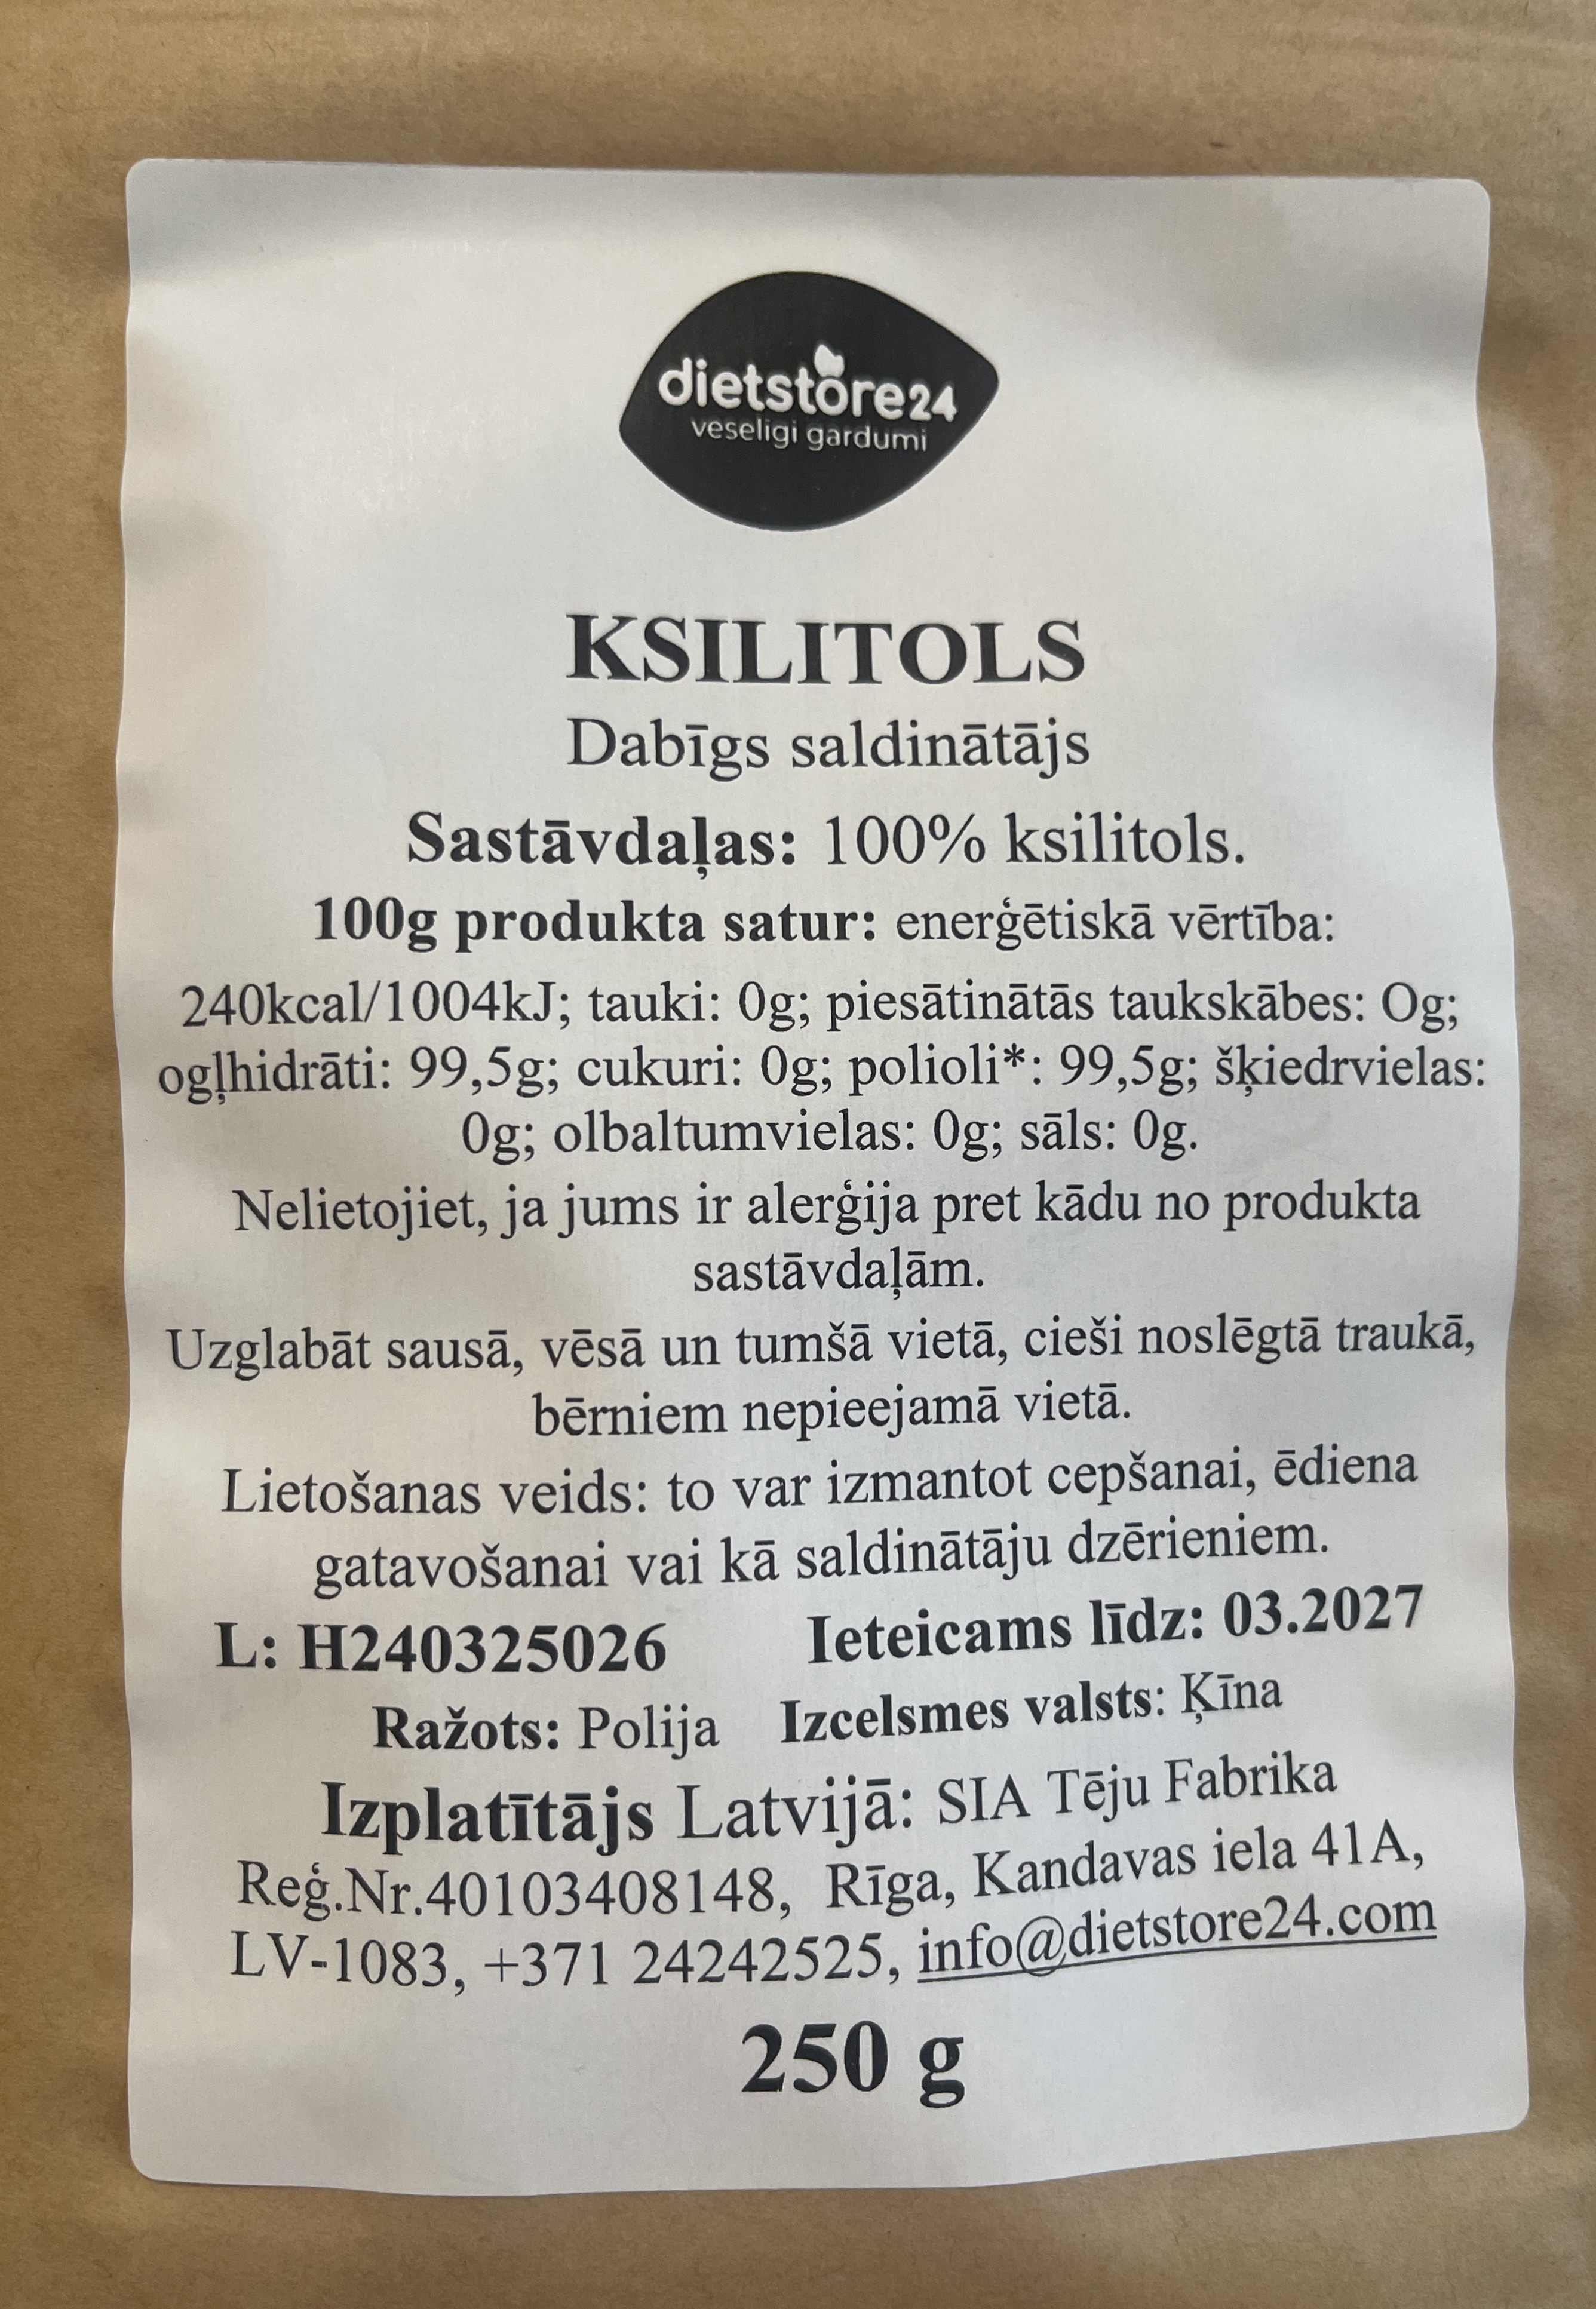 dietstore24
veseligi gardumi
KSILITOLS
Dabīgs saldinātājs
Sastāvdaļas: 100% ksilitols.
100g produkta satur: enerģētiskā vērtība:
240kcal/1004kJ; tauki: 0g; piesātinātās taukskābes: Og;
ogļhidrāti: 99,5g; cukuri: 0g; polioli*: 99,5g; šķiedrvielas:
0g; olbaltumvielas: 0g; sāls: 0g.
Nelietojiet, ja jums ir alerģija pret kādu no produkta
sastāvdaļām.
Uzglabāt sausā, vēsā un tumšā vietā, cieši noslēgtā traukā,
bērniem nepieejamā vietā.
Lietošanas veids: to var izmantot cepšanai, ēdiena
gatavošanai vai kā saldinātāju dzērieniem.
L: H240325026 Ieteicams līdz: 03.2027
Ražots: Polija Izcelsmes valsts: Ķīna
Izplatītājs Latvijā: SIA Tēju Fabrika
Reģ.Nr.40103408148, Rīga, Kandavas iela 41A,
LV-1083, +371 24242525, info@dietstore24.com
250 g